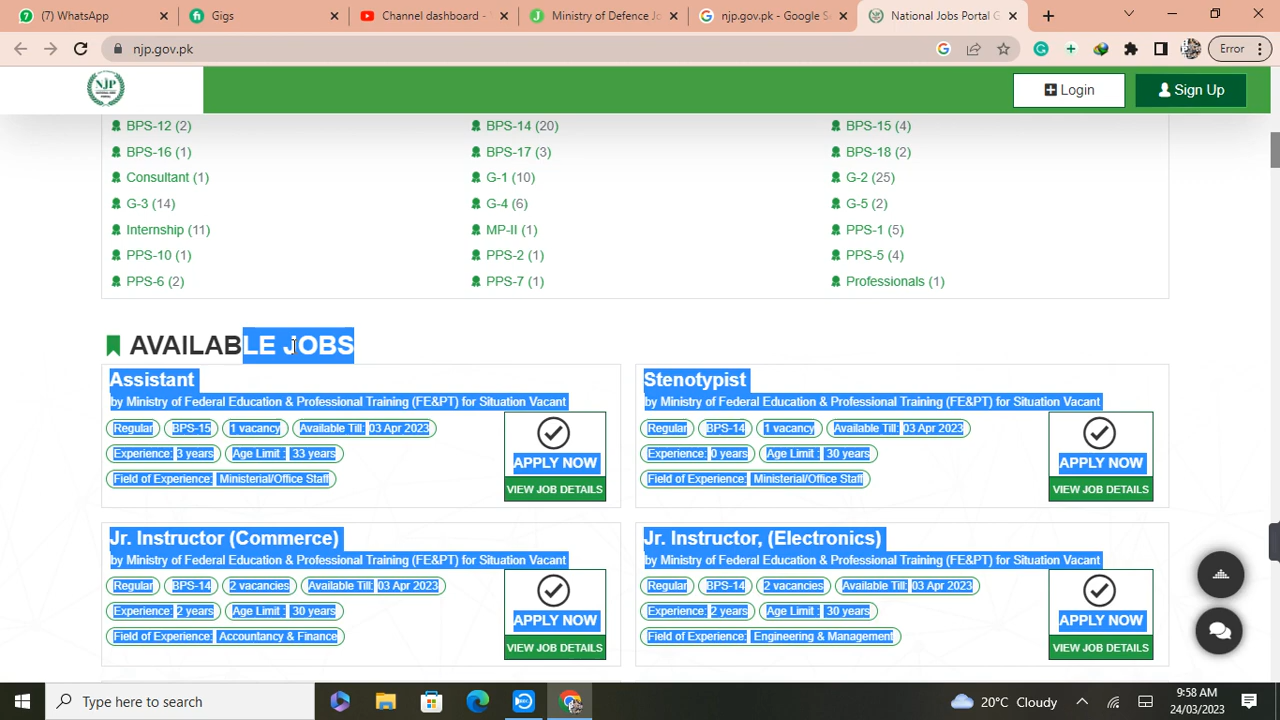 (7) WhatsApp
Gigs
Channel dashboard -
Ministry of Defence Jo
njp.gov.pk - Google Se
National Jobs Portal G
njp.gov.pk
Error
NJP
Login
Sign Up
BPS-12 (2)
BPS-14 (20)
BPS-15 (4)
BPS-16 (1)
BPS-17 (3)
BPS-18 (2)
Consultant (1)
G-1 (10)
G-2 (25)
G-3 (14)
G-4 (6)
G-5 (2)
Internship (11)
MP-II (1)
PPS-1 (5)
PPS-10 (1)
PPS-2 (1)
PPS-5 (4)
PPS-6 (2)
PPS-7 (1)
Professionals (1)
AVAILABLE JOBS
Assistant
by Ministry of Federal Education & Professional Training (FE&PT) for Situation Vacant
Regular BPS-15 1 vacancy Available Till: 03 Apr 2023
Experience: 3 years Age Limit : 33 years
Field of Experience: Ministerial/Office Staff
APPLY NOW
VIEW JOB DETAILS
Stenotypist
by Ministry of Federal Education & Professional Training (FE&PT) for Situation Vacant
Regular BPS-14 1 vacancy Available Till: 03 Apr 2023
Experience: 0 years Age Limit : 30 years
Field of Experience: Ministerial/Office Staff
APPLY NOW
VIEW JOB DETAILS
Jr. Instructor (Commerce)
by Ministry of Federal Education & Professional Training (FE&PT) for Situation Vacant
Regular BPS-14 2 vacancies Available Till: 03 Apr 2023
Experience: 2 years Age Limit : 30 years
Field of Experience: Accountancy & Finance
APPLY NOW
VIEW JOB DETAILS
Jr. Instructor, (Electronics)
by Ministry of Federal Education & Professional Training (FE&PT) for Situation Vacant
Regular BPS-14 2 vacancies Available Till: 03 Apr 2023
Experience: 2 years Age Limit : 30 years
Field of Experience: Engineering & Management
APPLY NOW
VIEW JOB DETAILS
Type here to search
20°C Cloudy
9:58 AM
24/03/2023